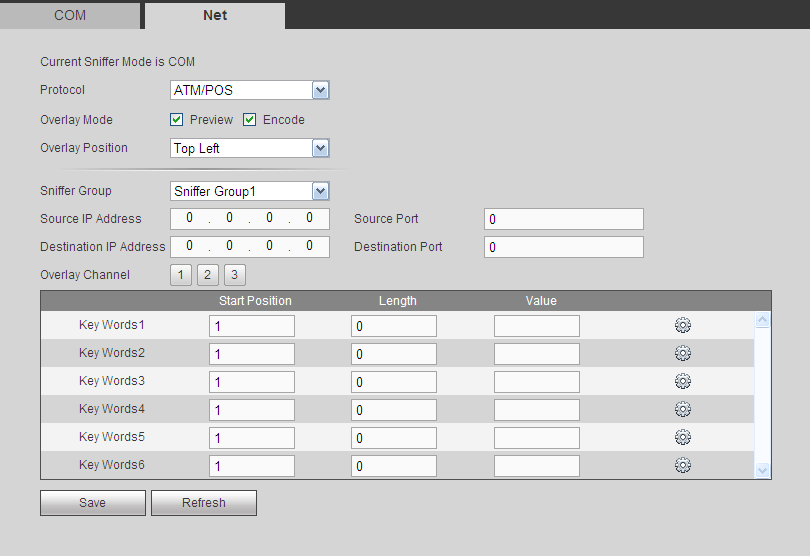 COM Net
Current Sniffer Mode is COM
Protocol ATM/POS
Overlay Mode Preview Encode
Overlay Position Top Left
Sniffer Group Sniffer Group1
Source IP Address 0 . 0 . 0 . 0 Source Port 0
Destination IP Address 0 . 0 . 0 . 0 Destination Port 0
Overlay Channel 1 2 3
Start Position Length Value
Key Words1 1 0
Key Words2 1 0
Key Words3 1 0
Key Words4 1 0
Key Words5 1 0
Key Words6 1 0
Save Refresh